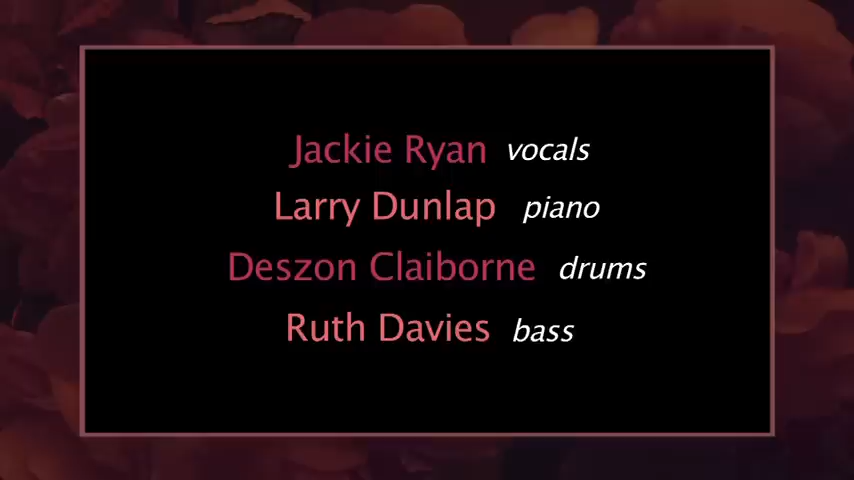 Jackie Ryan vocals
Larry Dunlap piano
Deszon Claiborne drums
Ruth Davies bass